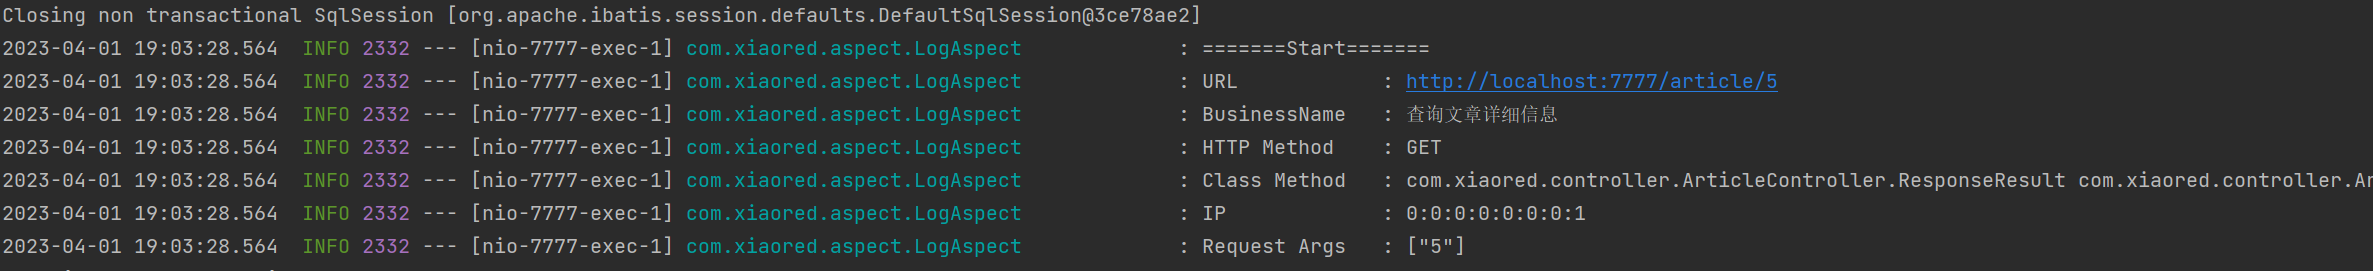 Closing non transactional SqlSession [org.apache.ibatis.session.defaults.DefaultSqlSession@3ce78ae2]
2023-04-01 19:03:28.564  INFO 2332 --- [nio-7777-exec-1] com.xiaored.aspect.LogAspect             : =======Start=======
2023-04-01 19:03:28.564  INFO 2332 --- [nio-7777-exec-1] com.xiaored.aspect.LogAspect             : URL            : http://localhost:7777/article/5
2023-04-01 19:03:28.564  INFO 2332 --- [nio-7777-exec-1] com.xiaored.aspect.LogAspect             : BusinessName   : 查询文章详细信息
2023-04-01 19:03:28.564  INFO 2332 --- [nio-7777-exec-1] com.xiaored.aspect.LogAspect             : HTTP Method    : GET
2023-04-01 19:03:28.564  INFO 2332 --- [nio-7777-exec-1] com.xiaored.aspect.LogAspect             : Class Method   : com.xiaored.controller.ArticleController.ResponseResult com.xiaored.controller.Ar
2023-04-01 19:03:28.564  INFO 2332 --- [nio-7777-exec-1] com.xiaored.aspect.LogAspect             : IP             : 0:0:0:0:0:0:0:1
2023-04-01 19:03:28.564  INFO 2332 --- [nio-7777-exec-1] com.xiaored.aspect.LogAspect             : Request Args   : ["5"]